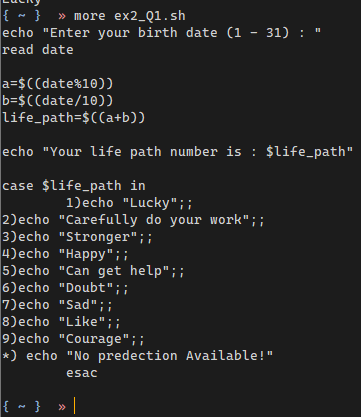 Lucky
{ ~ }  » more ex2_Q1.sh
echo "Enter your birth date (1 - 31) : "
read date

a=$((date%10))
b=$((date/10))
life_path=$((a+b))

echo "Your life path number is : $life_path"

case $life_path in
        1)echo "Lucky";;
2)echo "Carefully do your work";;
3)echo "Stronger";;
4)echo "Happy";;
5)echo "Can get help";;
6)echo "Doubt";;
7)echo "Sad";;
8)echo "Like";;
9)echo "Courage";;
*) echo "No predection Available!"
        esac

{ ~ }  »